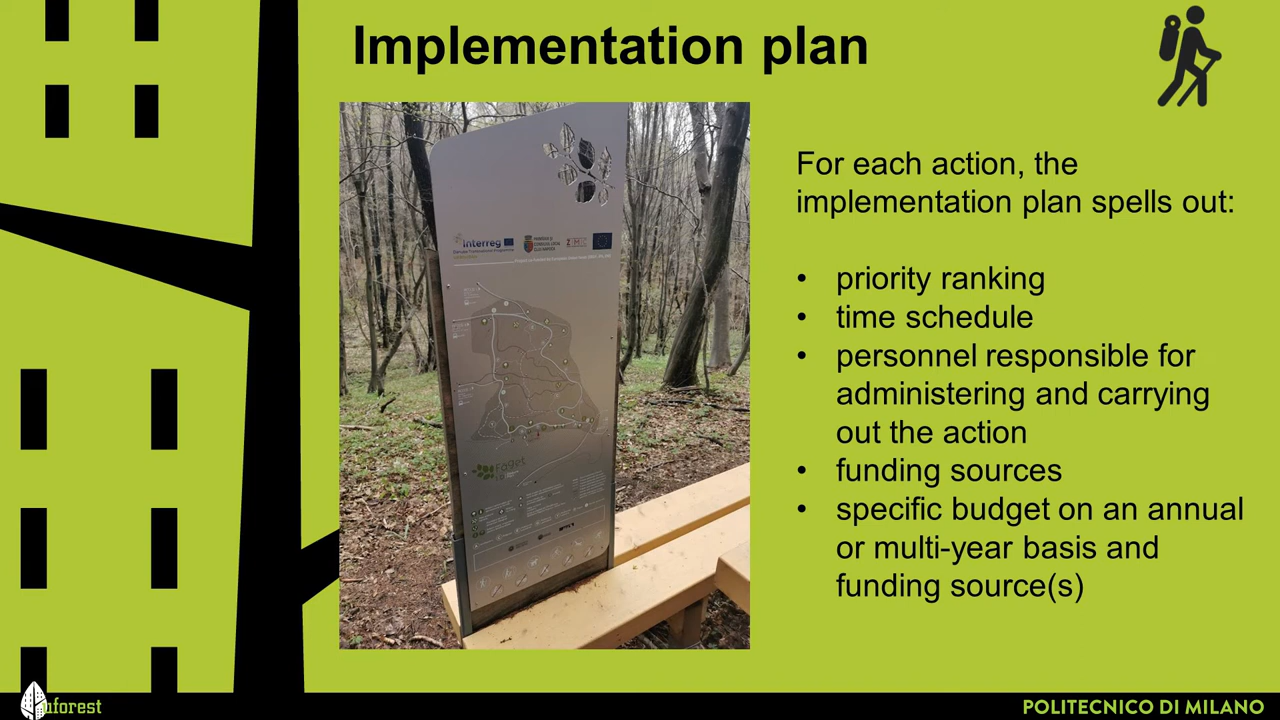 Implementation plan
For each action, the
implementation plan spells out:
• priority ranking
• time schedule
• personnel responsible for
administering and carrying
out the action
• funding sources
• specific budget on an annual
or multi-year basis and
funding source(s)
Interreg
Făget
uforest
POLITECNICO DI MILANO